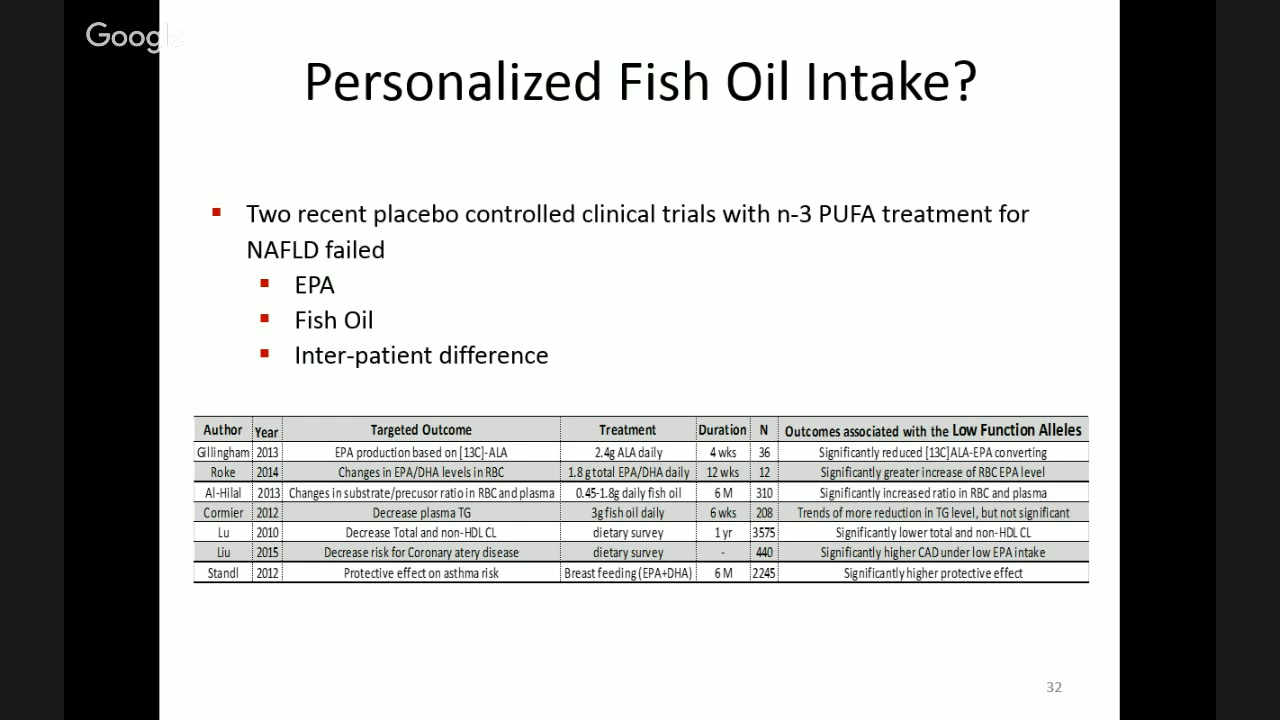 Google
Personalized Fish Oil Intake?
Two recent placebo controlled clinical trials with n-3 PUFA treatment for
NAFLD failed
EPA
Fish Oil
Inter-patient difference
Author Year Targeted Outcome Treatment Duration N Outcomes associated with the Low Function Alleles
Gillingham 2013 EPA production based on [13C]-ALA 2.4g ALA daily 4 wks 36 Significantly reduced [13C]ALA-EPA converting
Roke 2014 Changes in EPA/DHA levels in RBC 1.8 g total EPA/DHA daily 12 wks 12 Significantly greater increase of RBC EPA level
Al-Hilal 2013 Changes in substrate/precusor ratio in RBC and plasma 0.45-1.8g daily fish oil 6 M 310 Significantly increased ratio in RBC and plasma
Cormier 2012 Decrease plasma TG 3g fish oil daily 6 wks 208 Trends of more reduction in TG level, but not significant
Lu 2010 Decrease Total and non-HDL CL dietary survey 1 yr 3575 Significantly lower total and non-HDL CL
Liu 2015 Decrease risk for Coronary atery disease dietary survey - 440 Significantly higher CAD under low EPA intake
Standl 2012 Protective effect on asthma risk Breast feeding (EPA+DHA) 6 M 2245 Significantly higher protective effect
32